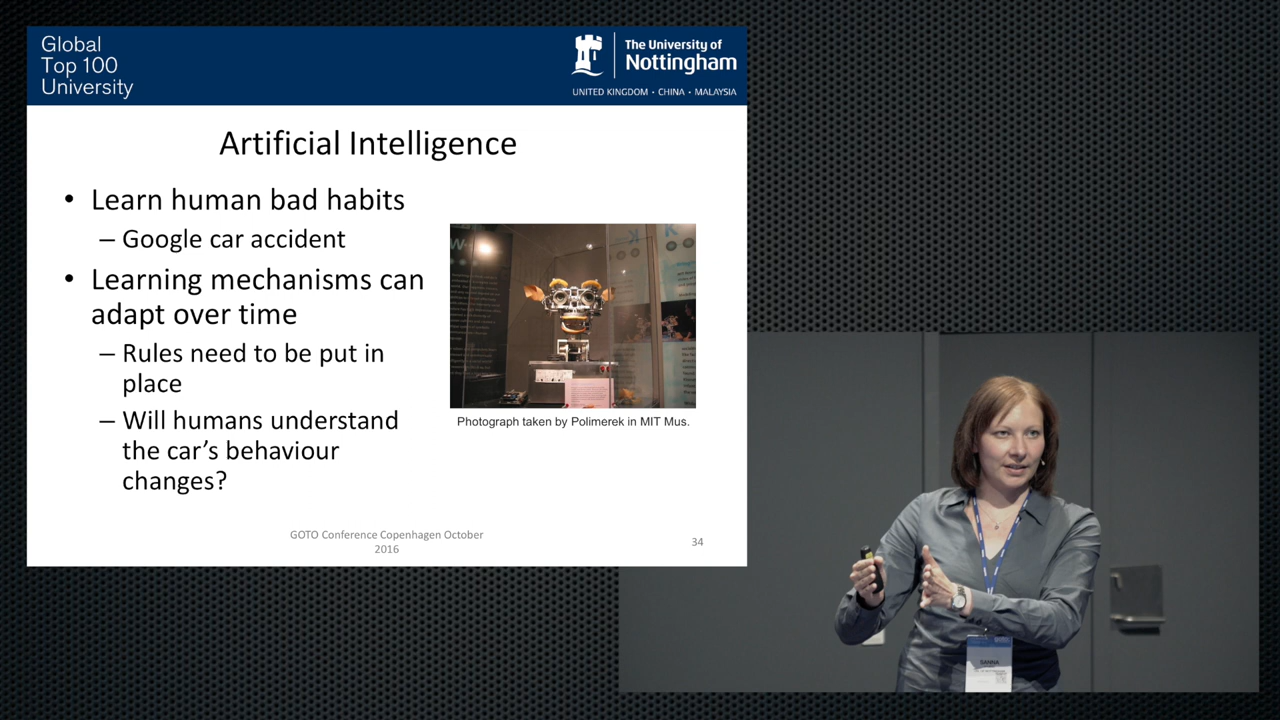 Global
Top 100
University
The University of
Nottingham
UNITED KINGDOM • CHINA • MALAYSIA
Artificial Intelligence
• Learn human bad habits
– Google car accident
• Learning mechanisms can
adapt over time
– Rules need to be put in
place
– Will humans understand
the car’s behaviour
changes?
Photograph taken by Polimerek in MIT Mus.
GOTO Conference Copenhagen October
2016
34
SANNA